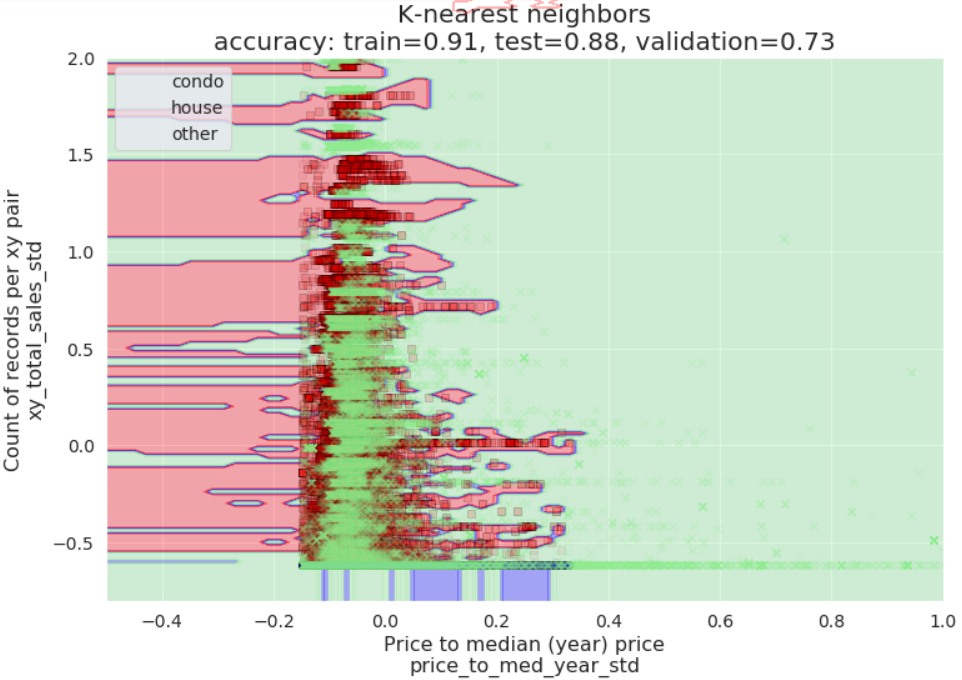 K-nearest neighbors
accuracy: train=0.91, test=0.88, validation=0.73
2.0
condo
house
other
1.5
1.0
0.5
0.0
−0.5
Count of records per xy pair
xy_total_sales_std
−0.4 −0.2 0.0 0.2 0.4 0.6 0.8 1.0
Price to median (year) price
price_to_med_year_std